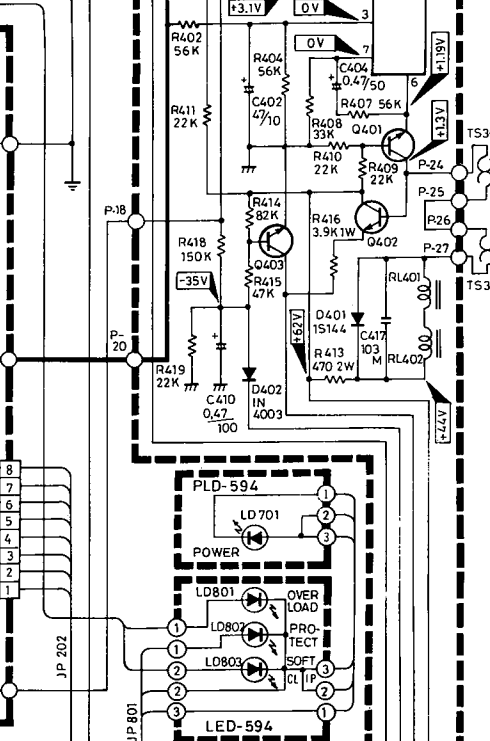 +3.1V
0V
3
R402
56K
0V
7
R404
56K
C404
0.47/50
+1.19V
6
C402
47/10
R407 56K
R411
22K
R408
33K
Q401
+1.3V
R410
22K
R409
22K
P-24
TS3
P-25
P-18
R414
82K
R416
3.9K1W
P-26
Q402
R418
150K
Q403
P-27
-35V
R415
47K
RL401
TS3
P-
20
+62V
D401
1S144
C417
103
M
R419
22K
R413
470 2W
RL402
C410
0.47/100
D402
IN
4003
+44V
PLD-594
1
LD701
2
3
POWER
8
7
6
5
4
3
2
1
LD801
OVER
LOAD
1
LD802
PRO-
TECT
1
LD803
SOFT
2
CL IP
3
2
2
3
1
LED-594
JP 202
JP 801